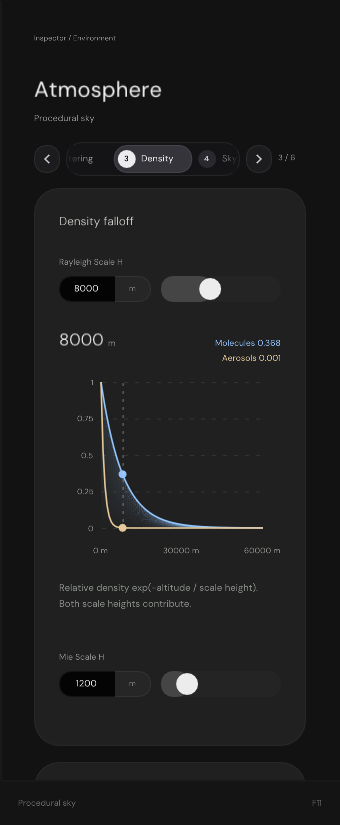 Inspector / Environment
Atmosphere
Procedural sky
ering 3 Density 4 Sky 3 / 6
Density falloff
Rayleigh Scale H
8000 m
8000 m
Molecules 0.368
Aerosols 0.001
1
0.75
0.5
0.25
0
0 m 30000 m 60000 m
Relative density exp(−altitude / scale height).
Both scale heights contribute.
Mie Scale H
1200 m
Procedural sky F11